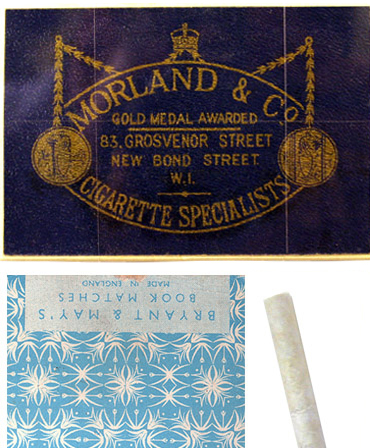 MORLAND & Co
GOLD MEDAL AWARDED
83, GROSVENOR STREET
NEW BOND STREET
W.1.
CIGARETTE SPECIALISTS
BRYANT & MAY'S
BOOK MATCHES
MADE IN ENGLAND